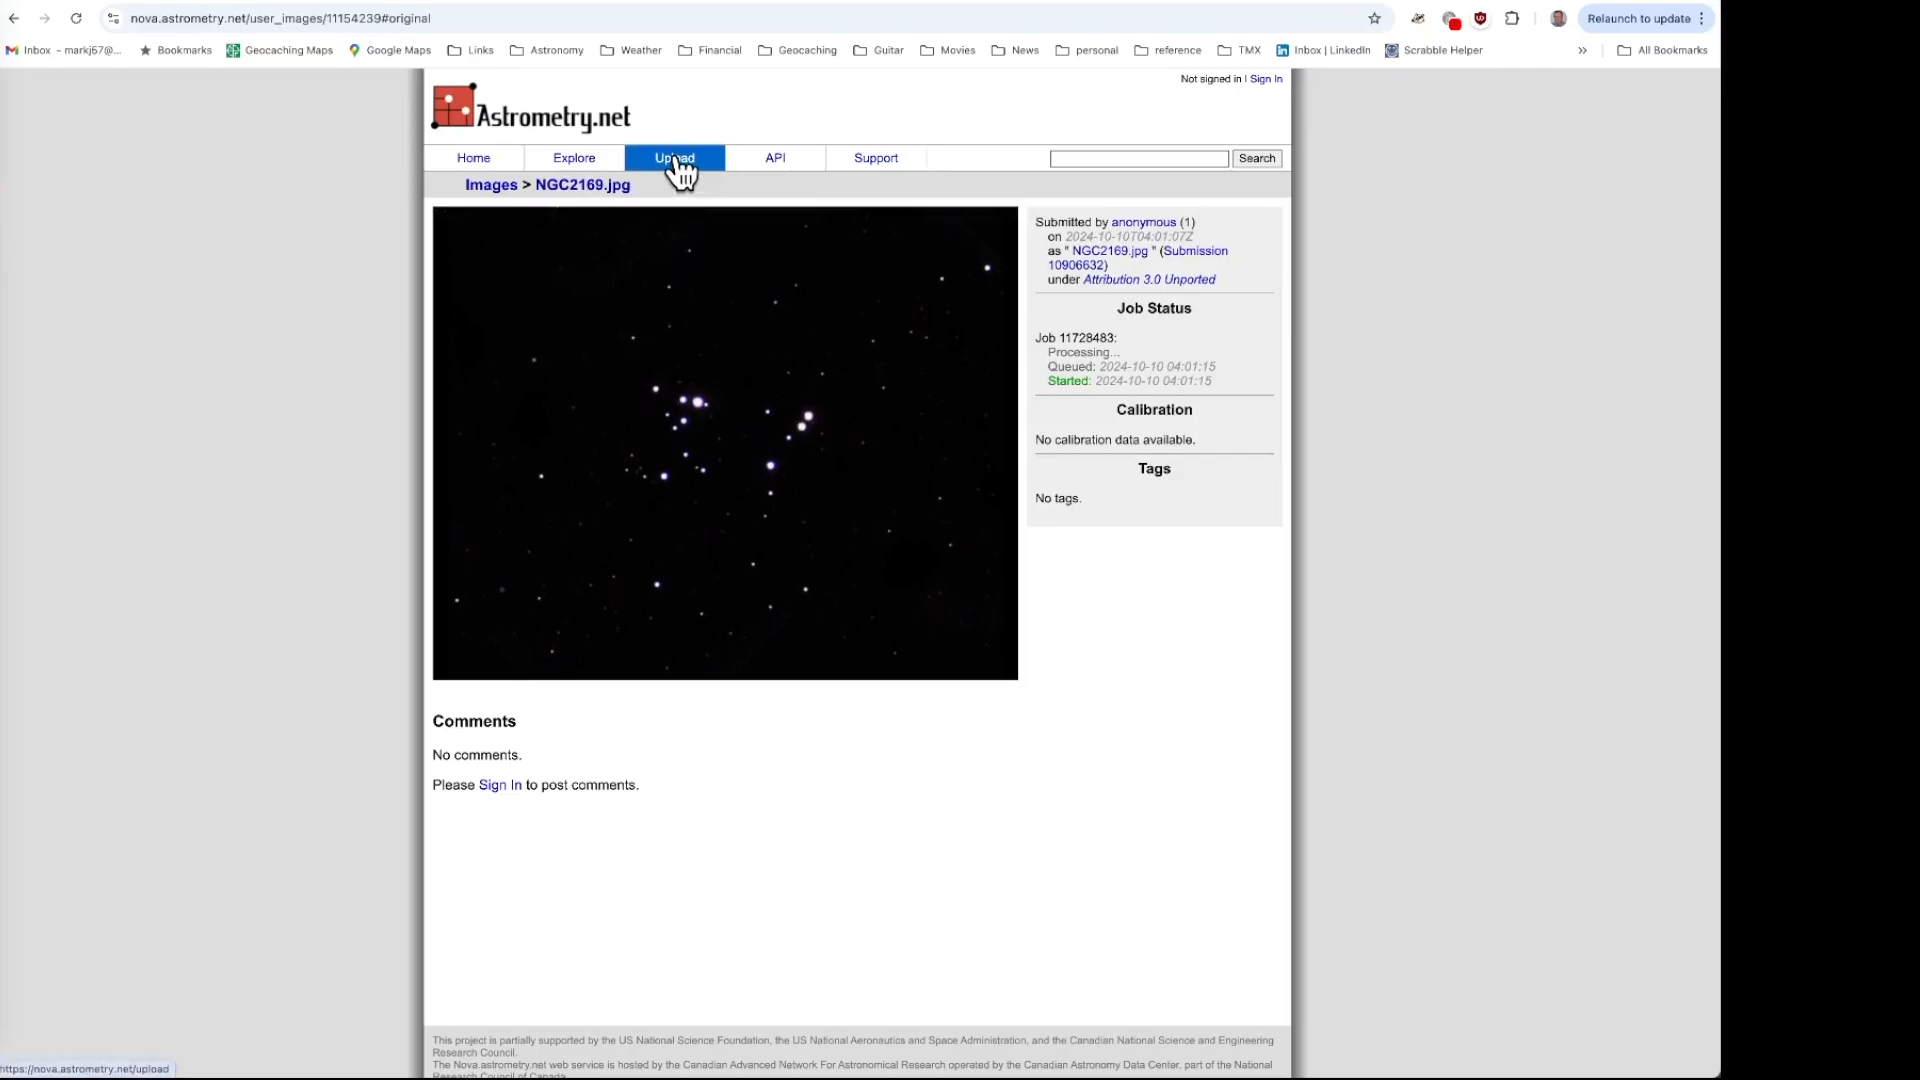 nova.astrometry.net/user_images/11154239#original
Relaunch to update
Inbox - markj57@...
Bookmarks
Geocaching Maps
Google Maps
Links
Astronomy
Weather
Financial
Geocaching
Guitar
Movies
News
personal
reference
TMX
Inbox | LinkedIn
Scrabble Helper
»
All Bookmarks
Not signed in | Sign In
Astrometry.net
Home
Explore
Upload
API
Support
Search
Images > NGC2169.jpg
Submitted by anonymous (1)
on 2024-10-10T04:01:07Z
as " NGC2169.jpg " (Submission
10906632)
under Attribution 3.0 Unported
Job Status
Job 11728483:
Processing...
Queued: 2024-10-10 04:01:15
Started: 2024-10-10 04:01:15
Calibration
No calibration data available.
Tags
No tags.
Comments
No comments.
Please Sign In to post comments.
This project is partially supported by the US National Science Foundation, the US National Aeronautics and Space Administration, and the Canadian National Science and Engineering
Research Council.
The Nova.astrometry.net web service is hosted by the Canadian Advanced Network For Astronomical Research operated by the Canadian Astronomy Data Center, part of the National
Research Council of Canada.
https://nova.astrometry.net/upload